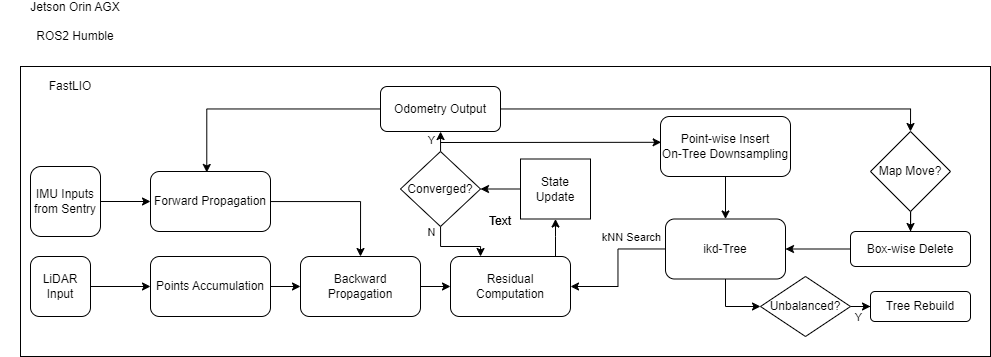 Jetson Orin AGX
ROS2 Humble
FastLIO
Odometry Output
Y
Point-wise Insert
On-Tree Downsampling
Map Move?
IMU Inputs
from Sentry
Forward Propagation
Converged?
State
Update
Text
N
kNN Search
ikd-Tree
Box-wise Delete
LiDAR
Input
Points Accumulation
Backward
Propagation
Residual
Computation
Unbalanced?
Y
Tree Rebuild